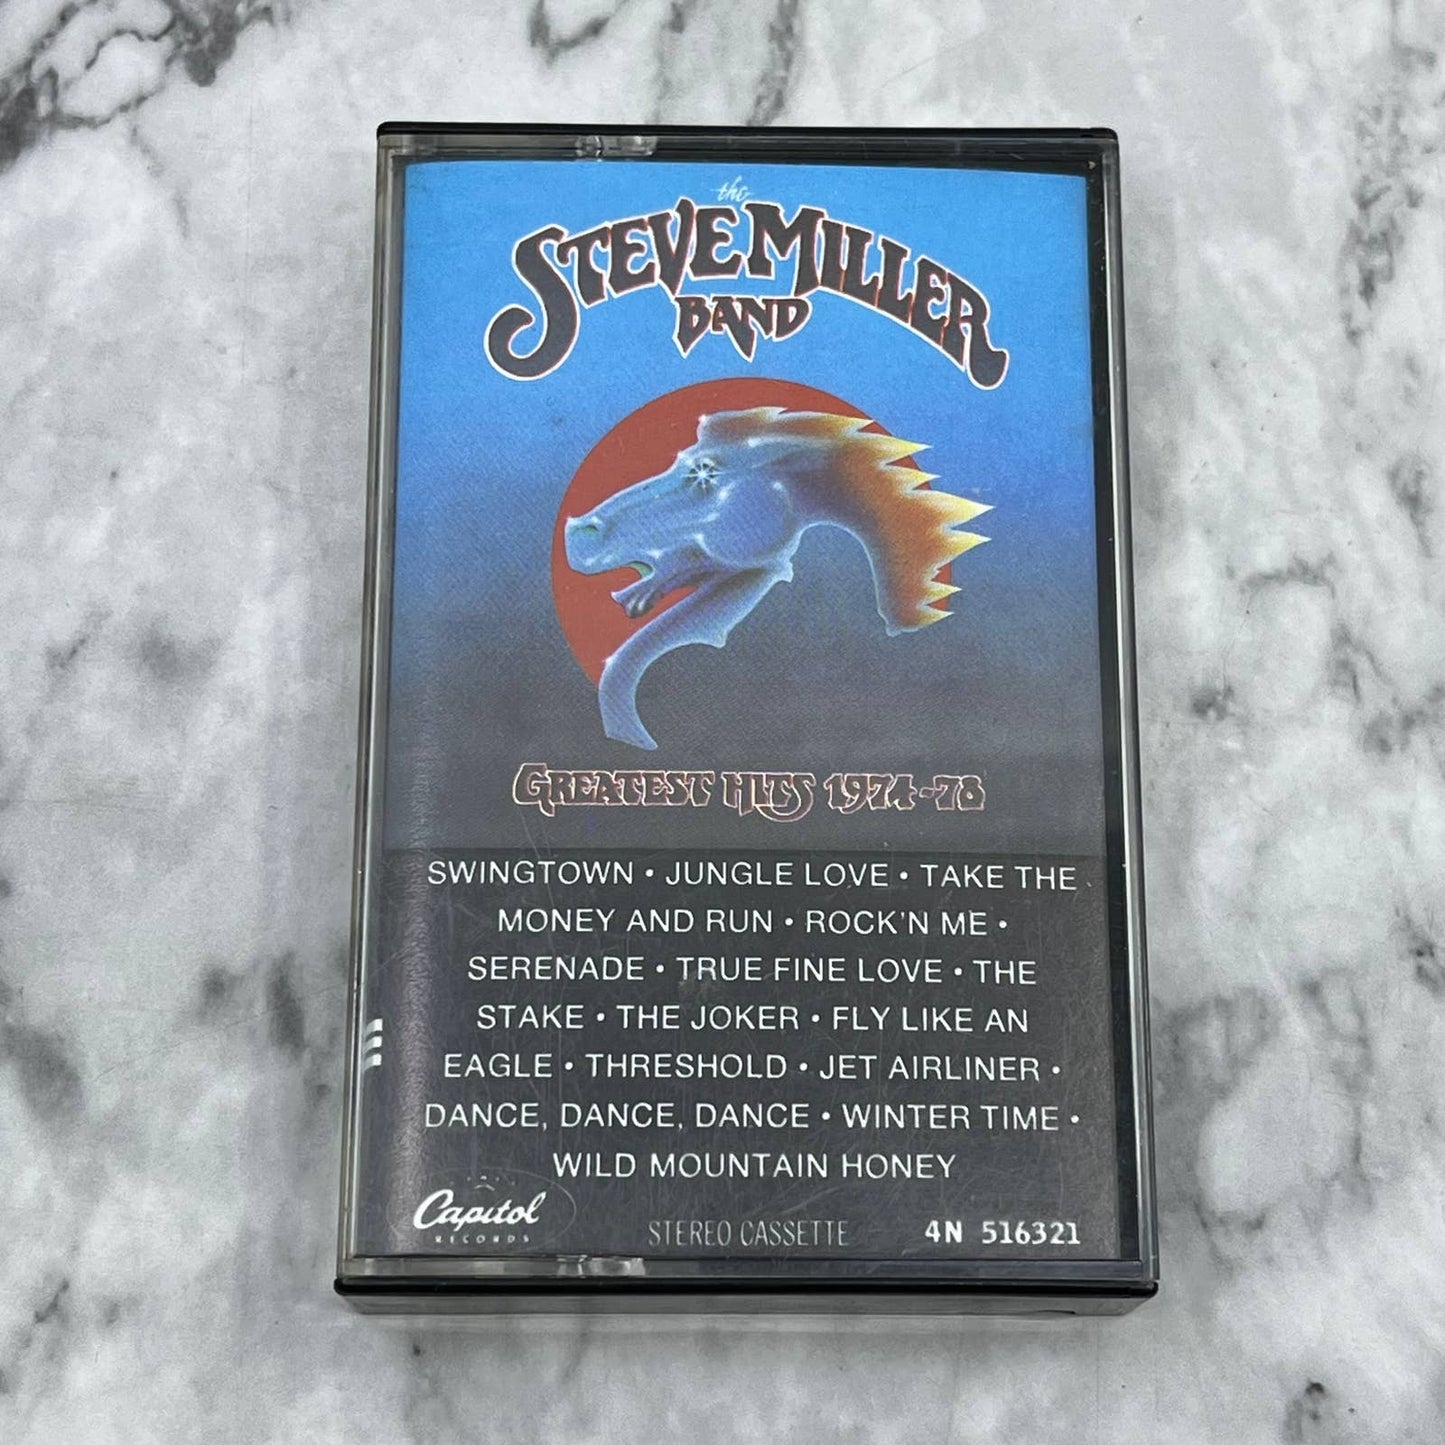 the
STEVE MILLER
BAND
GREATEST HITS 1974-78
SWINGTOWN • JUNGLE LOVE • TAKE THE
MONEY AND RUN • ROCK'N ME •
SERENADE • TRUE FINE LOVE • THE
STAKE • THE JOKER • FLY LIKE AN
EAGLE • THRESHOLD • JET AIRLINER •
DANCE, DANCE, DANCE • WINTER TIME •
WILD MOUNTAIN HONEY
Capitol
RECORDS
STEREO CASSETTE
4N 516321